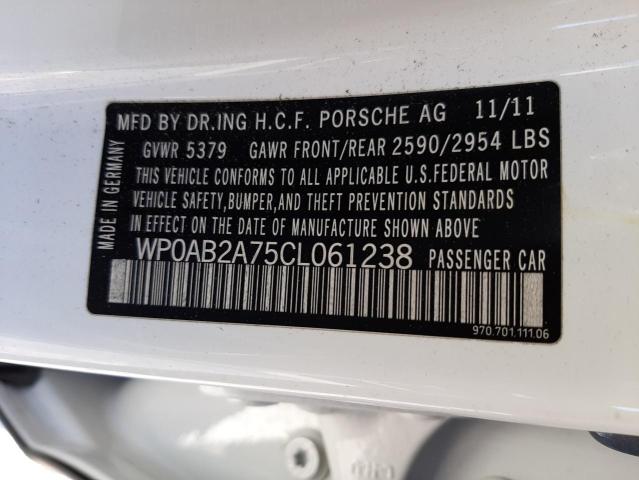 MFD BY DR.ING H.C.F. PORSCHE AG 11/11
GVWR 5379 GAWR FRONT/REAR 2590/2954 LBS
THIS VEHICLE CONFORMS TO ALL APPLICABLE U.S.FEDERAL MOTOR
VEHICLE SAFETY,BUMPER,AND THEFT PREVENTION STANDARDS
IN EFFECT ON THE DATE OF MANUFACTURE SHOWN ABOVE
WP0AB2A75CL061238 PASSENGER CAR
MADE IN GERMANY
970.701.111.06